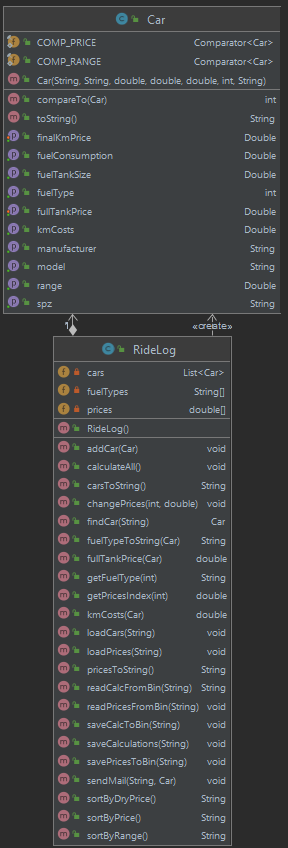 Car
COMP_PRICE Comparator<Car>
COMP_RANGE Comparator<Car>
Car(String, String, double, double, double, int, String)
compareTo(Car) int
toString() String
finalKmPrice Double
fuelConsumption Double
fuelTankSize Double
fuelType int
fullTankPrice Double
kmCosts Double
manufacturer String
model String
range Double
spz String
1 «create»
RideLog
cars List<Car>
fuelTypes String[]
prices double[]
RideLog()
addCar(Car) void
calculateAll() void
carsToString() String
changePrices(int, double) void
findCar(String) Car
fuelTypeToString(Car) String
fullTankPrice(Car) double
getFuelType(int) String
getPricesIndex(int) double
kmCosts(Car) double
loadCars(String) void
loadPrices(String) void
pricesToString() String
readCalcFromBin(String) String
readPricesFromBin(String) void
saveCalcToBin(String) void
saveCalculations(String) void
savePricesToBin(String) void
sendMail(String, Car) void
sortByDryPrice() String
sortByPrice() String
sortByRange() String